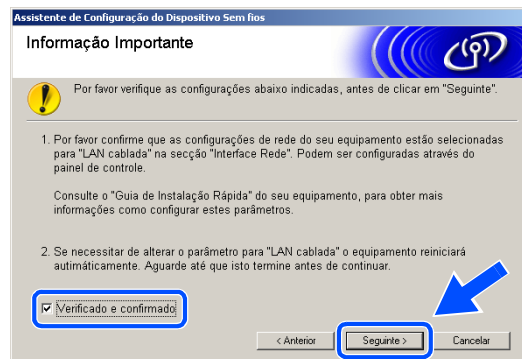 Assistente de Configuração do Dispositivo Sem fios
Informação Importante
Por favor verifique as configurações abaixo indicadas, antes de clicar em "Seguinte".
1. Por favor confirme que as configurações de rede do seu equipamento estão selecionadas
para "LAN cablada" na secção "Interface Rede". Podem ser configuradas através do
painel de controle.
Consulte o "Guia de Instalação Rápida" do seu equipamento, para obter mais
informações como configurar estes parâmetros.
2. Se necessitar de alterar o parâmetro para "LAN cablada" o equipamento reiniciará
autimáticamente. Aguarde até que isto termine antes de continuar.
Verificado e confirmado
< Anterior
Seguinte >
Cancelar